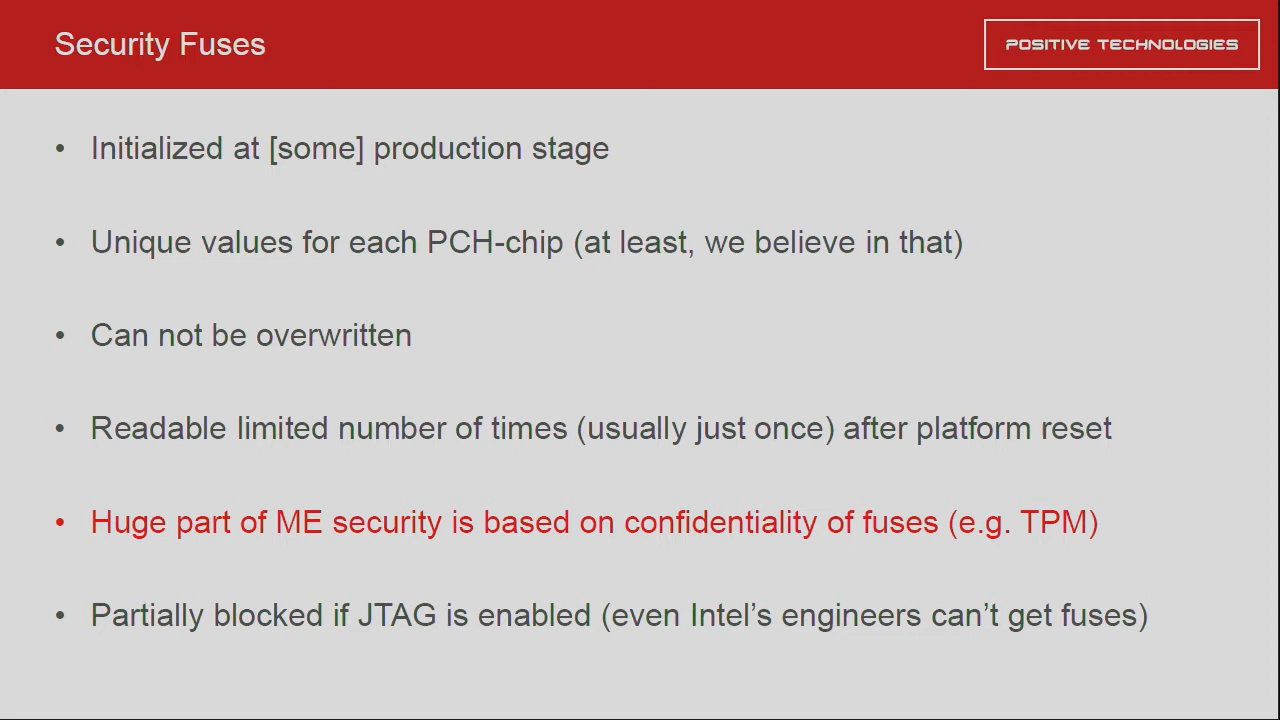 Security Fuses
POSITIVE TECHNOLOGIES
• Initialized at [some] production stage
• Unique values for each PCH-chip (at least, we believe in that)
• Can not be overwritten
• Readable limited number of times (usually just once) after platform reset
• Huge part of ME security is based on confidentiality of fuses (e.g. TPM)
• Partially blocked if JTAG is enabled (even Intel’s engineers can’t get fuses)